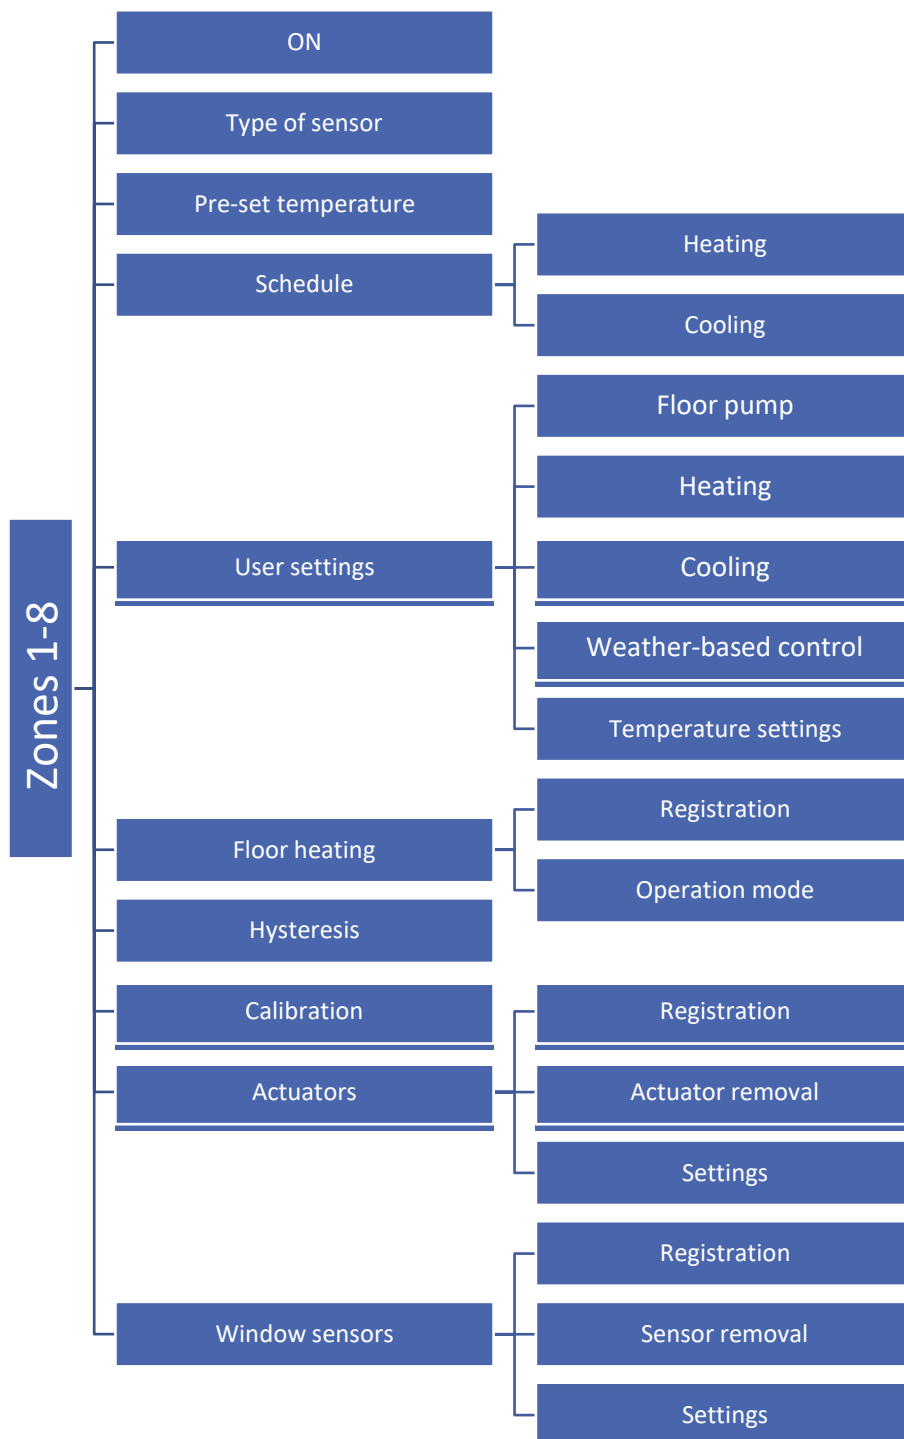 Zones 1-8
ON
Type of sensor
Pre-set temperature
Schedule
Heating
Cooling
User settings
Floor pump
Heating
Cooling
Weather-based control
Temperature settings
Floor heating
Registration
Operation mode
Hysteresis
Calibration
Actuators
Registration
Actuator removal
Settings
Window sensors
Registration
Sensor removal
Settings